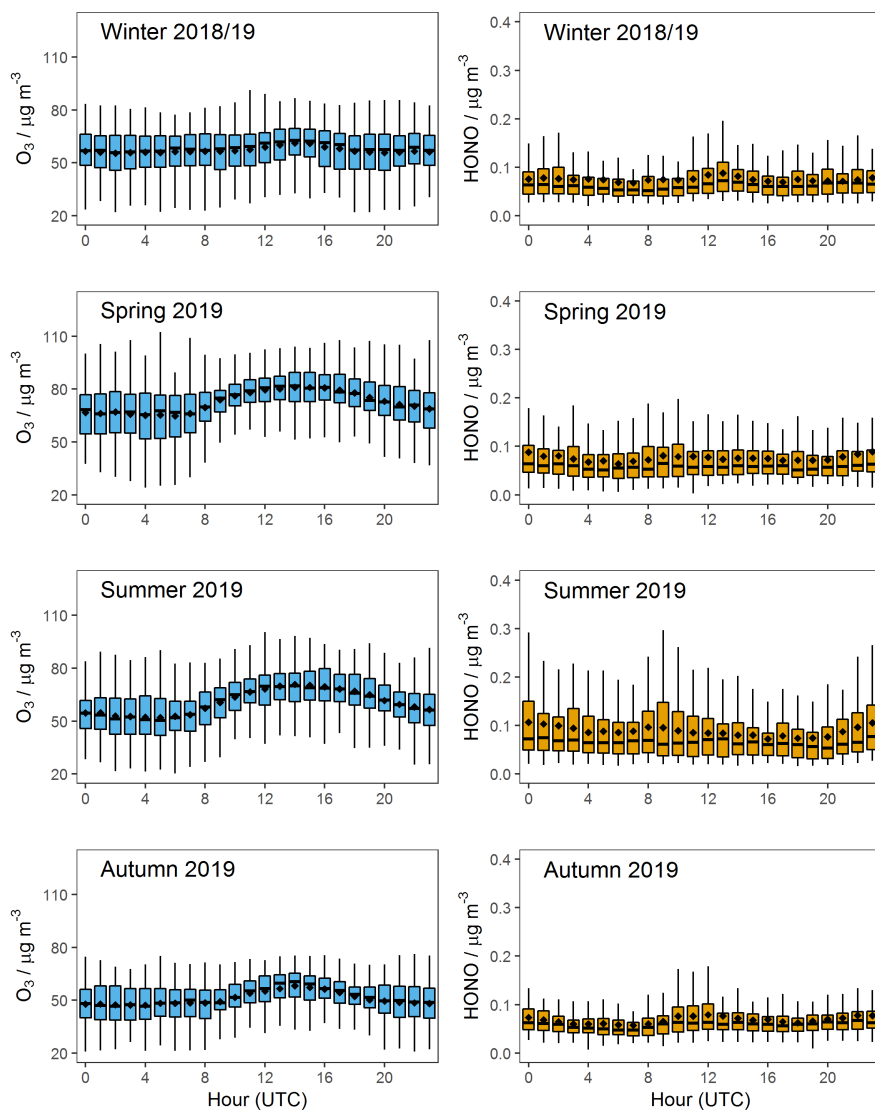 Winter 2018/19
O₃ / µg m⁻³
110
80
50
20
0 4 8 12 16 20
Winter 2018/19
HONO / µg m⁻³
0.4
0.3
0.2
0.1
0.0
0 4 8 12 16 20
Spring 2019
O₃ / µg m⁻³
110
80
50
20
0 4 8 12 16 20
Spring 2019
HONO / µg m⁻³
0.4
0.3
0.2
0.1
0.0
0 4 8 12 16 20
Summer 2019
O₃ / µg m⁻³
110
80
50
20
0 4 8 12 16 20
Summer 2019
HONO / µg m⁻³
0.4
0.3
0.2
0.1
0.0
0 4 8 12 16 20
Autumn 2019
O₃ / µg m⁻³
110
80
50
20
0 4 8 12 16 20
Hour (UTC)
Autumn 2019
HONO / µg m⁻³
0.4
0.3
0.2
0.1
0.0
0 4 8 12 16 20
Hour (UTC)